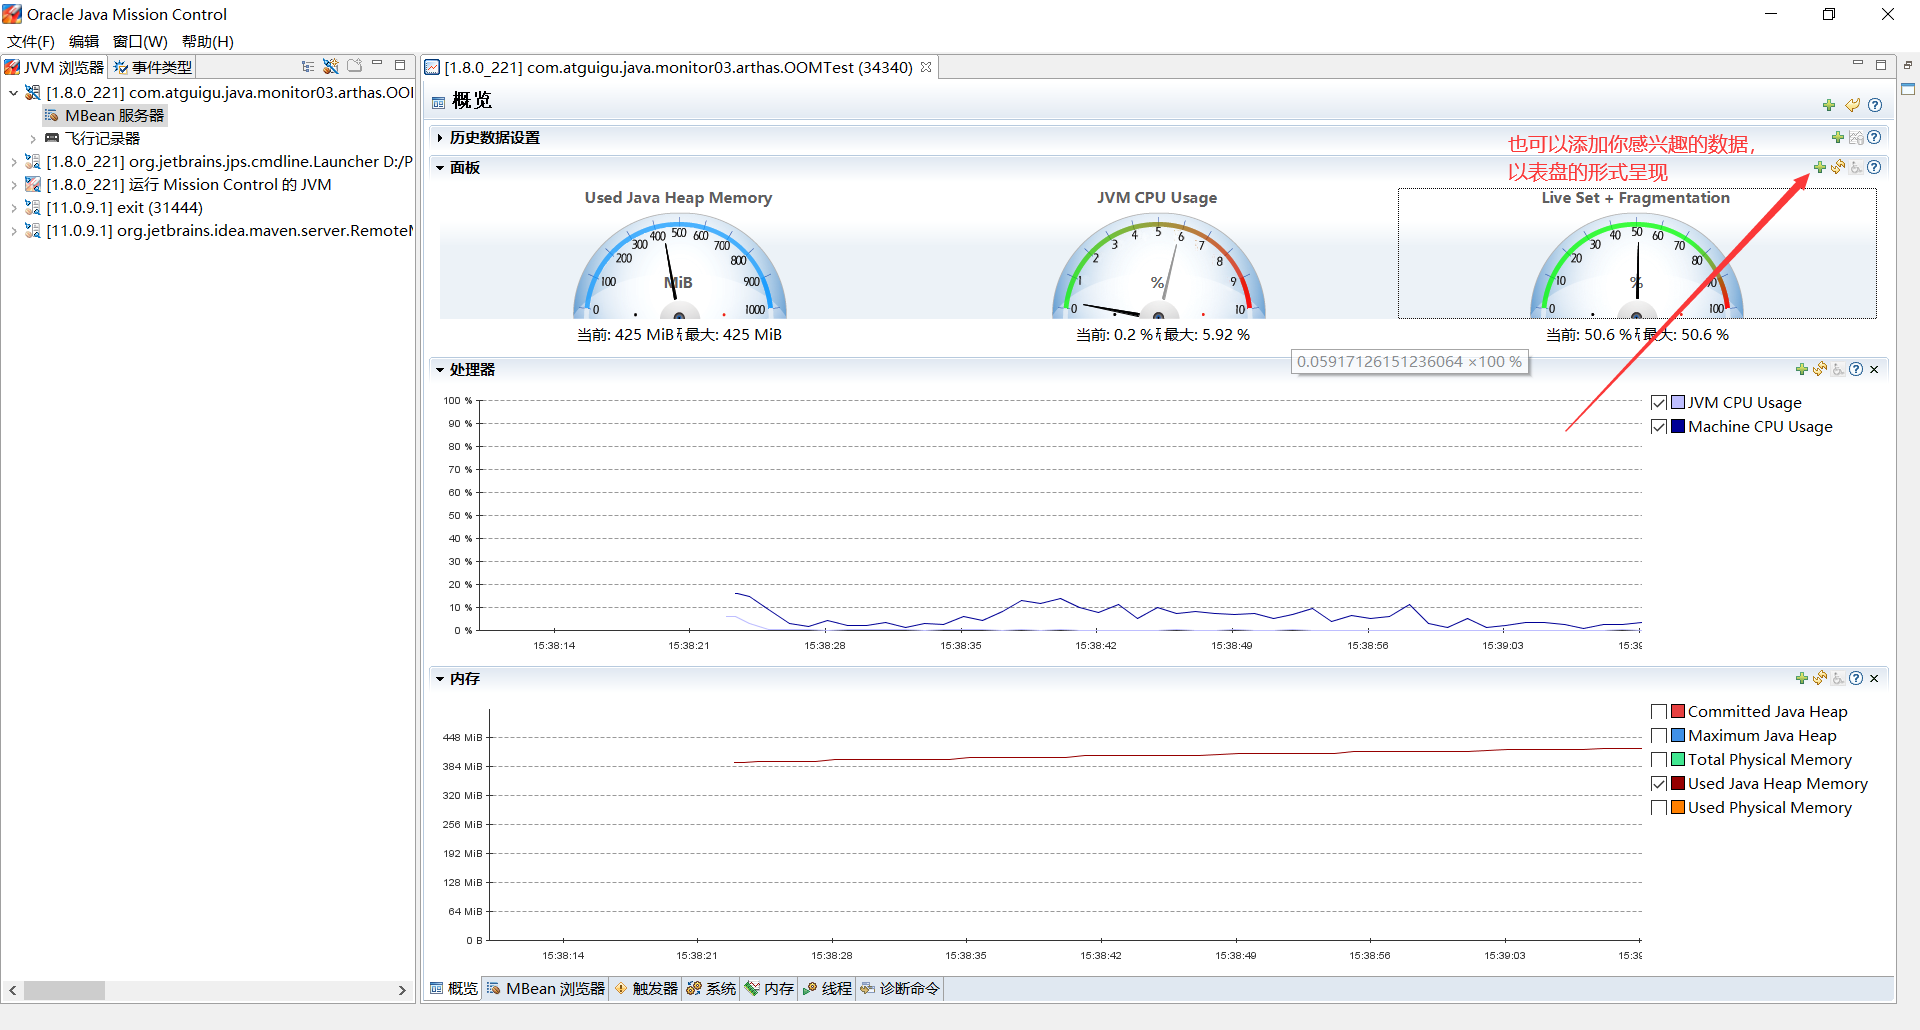 Oracle Java Mission Control
文件(F) 编辑 窗口(W) 帮助(H)
JVM 浏览器 事件类型
[1.8.0_221] com.atguigu.java.monitor03.arthas.OOI
MBean 服务器
飞行记录器
[1.8.0_221] org.jetbrains.jps.cmdline.Launcher D:/P
[1.8.0_221] 运行 Mission Control 的 JVM
[11.0.9.1] exit (31444)
[11.0.9.1] org.jetbrains.idea.maven.server.RemoteM
[1.8.0_221] com.atguigu.java.monitor03.arthas.OOMTest (34340)
概览
历史数据设置
也可以添加你感兴趣的数据,
以表盘的形式呈现
面板
Used Java Heap Memory
0 100 200 300 400 500 600 700 800 900 1000
MiB
当前: 425 MiB 最大: 425 MiB
JVM CPU Usage
0 1 2 3 4 5 6 7 8 9 10
%
当前: 0.2 % 最大: 5.92 %
Live Set + Fragmentation
0 10 20 30 40 50 60 70 80 90 100
%
当前: 50.6 % 最大: 50.6 %
0.05917126151236064 ×100 %
处理器
100 %
90 %
80 %
70 %
60 %
50 %
40 %
30 %
20 %
10 %
0 %
15:38:14 15:38:21 15:38:28 15:38:35 15:38:42 15:38:49 15:38:56 15:39:03 15:39
JVM CPU Usage
Machine CPU Usage
内存
448 MiB
384 MiB
320 MiB
256 MiB
192 MiB
128 MiB
64 MiB
0 B
15:38:14 15:38:21 15:38:28 15:38:35 15:38:42 15:38:49 15:38:56 15:39:03 15:39
Committed Java Heap
Maximum Java Heap
Total Physical Memory
Used Java Heap Memory
Used Physical Memory
概览 MBean 浏览器 触发器 系统 内存 线程 诊断命令